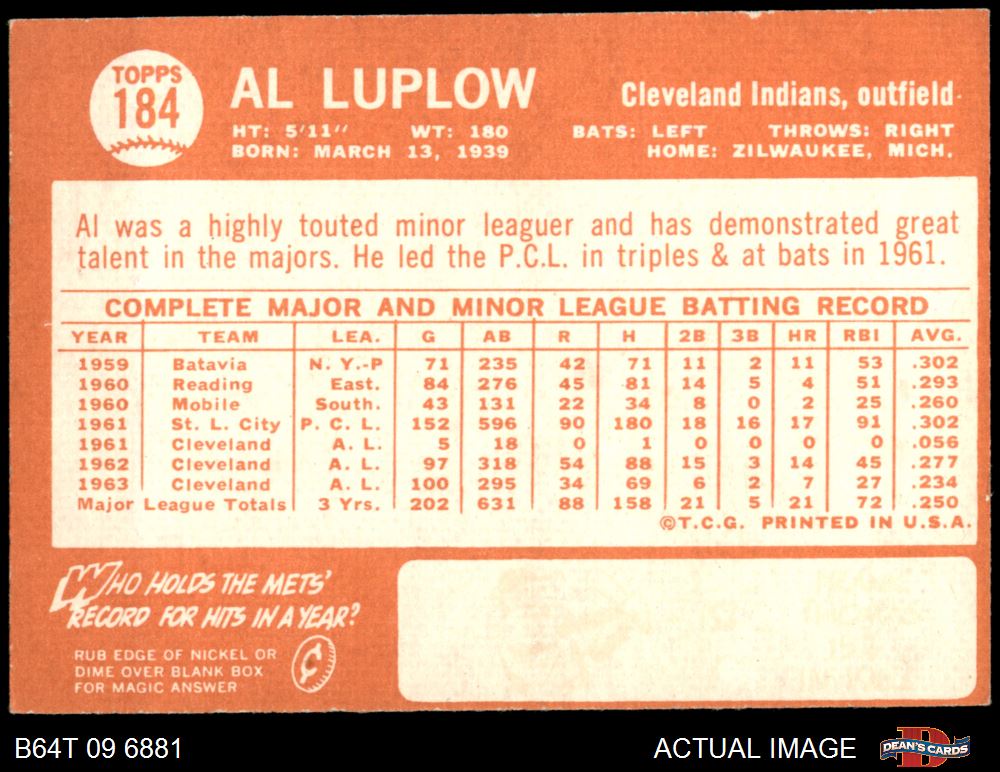 TOPPS
184
AL LUPLOW
Cleveland Indians, outfield
HT: 5'11" WT: 180 BATS: LEFT THROWS: RIGHT
BORN: MARCH 13, 1939 HOME: ZILWAUKEE, MICH.
Al was a highly touted minor leaguer and has demonstrated great
talent in the majors. He led the P.C.L. in triples & at bats in 1961.
COMPLETE MAJOR AND MINOR LEAGUE BATTING RECORD
YEAR TEAM LEA. G AB R H 2B 3B HR RBI AVG.
1959 Batavia N. Y.-P 71 235 42 71 11 2 11 53 .302
1960 Reading East. 84 276 45 81 14 5 4 51 .293
1960 Mobile South. 43 131 22 34 8 0 2 25 .260
1961 St. L. City P. C. L. 152 596 90 180 18 16 17 91 .302
1961 Cleveland A. L. 5 18 0 1 0 0 0 0 .056
1962 Cleveland A. L. 97 318 54 88 15 3 14 45 .277
1963 Cleveland A. L. 100 295 34 69 6 2 7 27 .234
Major League Totals 3 Yrs. 202 631 88 158 21 5 21 72 .250
©T.C.G. PRINTED IN U.S.A.
WHO HOLDS THE METS'
RECORD FOR HITS IN A YEAR?
RUB EDGE OF NICKEL OR
DIME OVER BLANK BOX
FOR MAGIC ANSWER
B64T 09 6881
ACTUAL IMAGE
DEAN'S CARDS